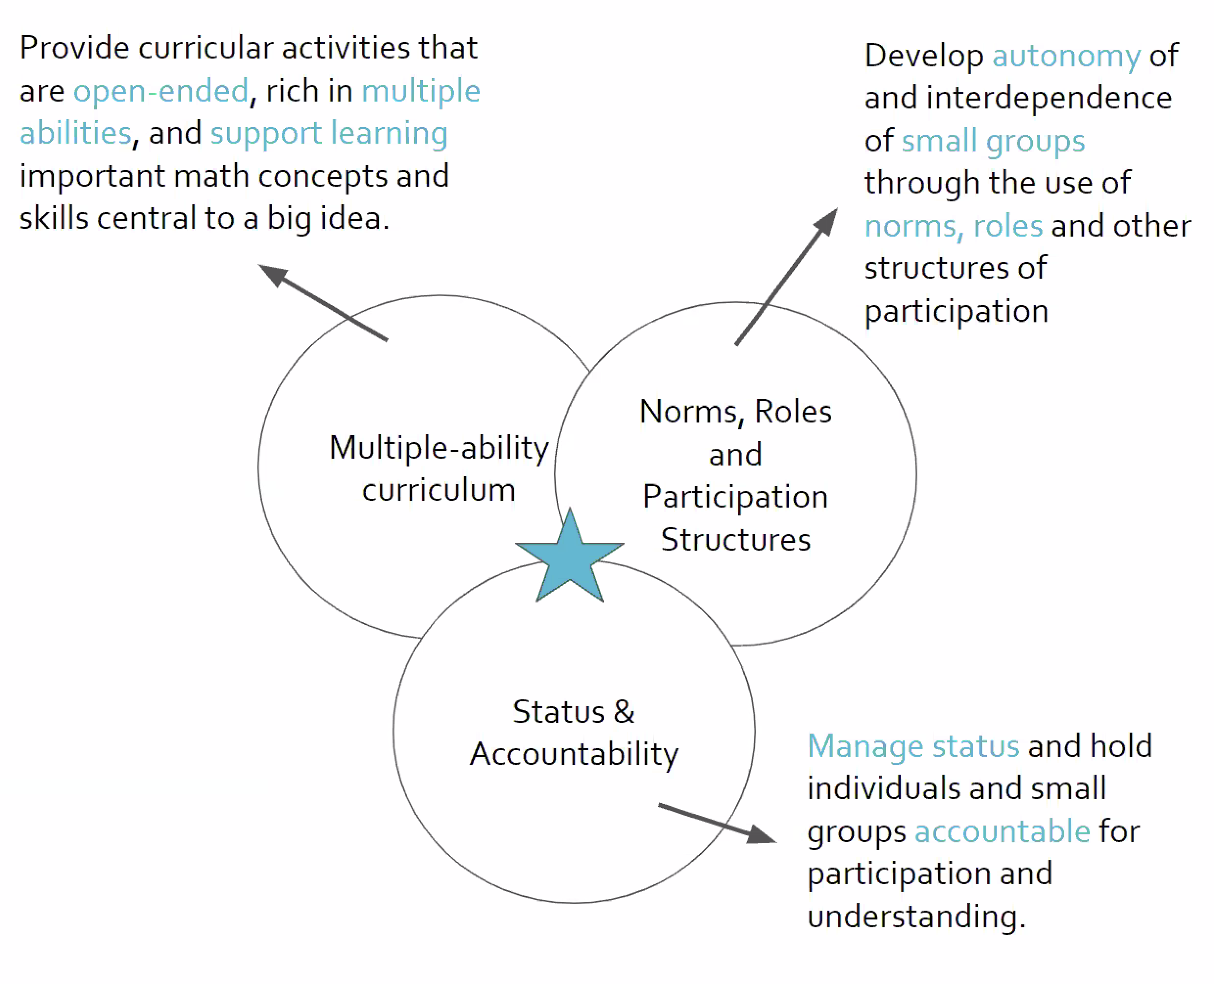 Provide curricular activities that
are open-ended, rich in multiple
abilities, and support learning
important math concepts and
skills central to a big idea.
Develop autonomy of
and interdependence
of small groups
through the use of
norms, roles and other
structures of
participation
Multiple-ability
curriculum
Norms, Roles
and
Participation
Structures
Status &
Accountability
Manage status and hold
individuals and small
groups accountable for
participation and
understanding.